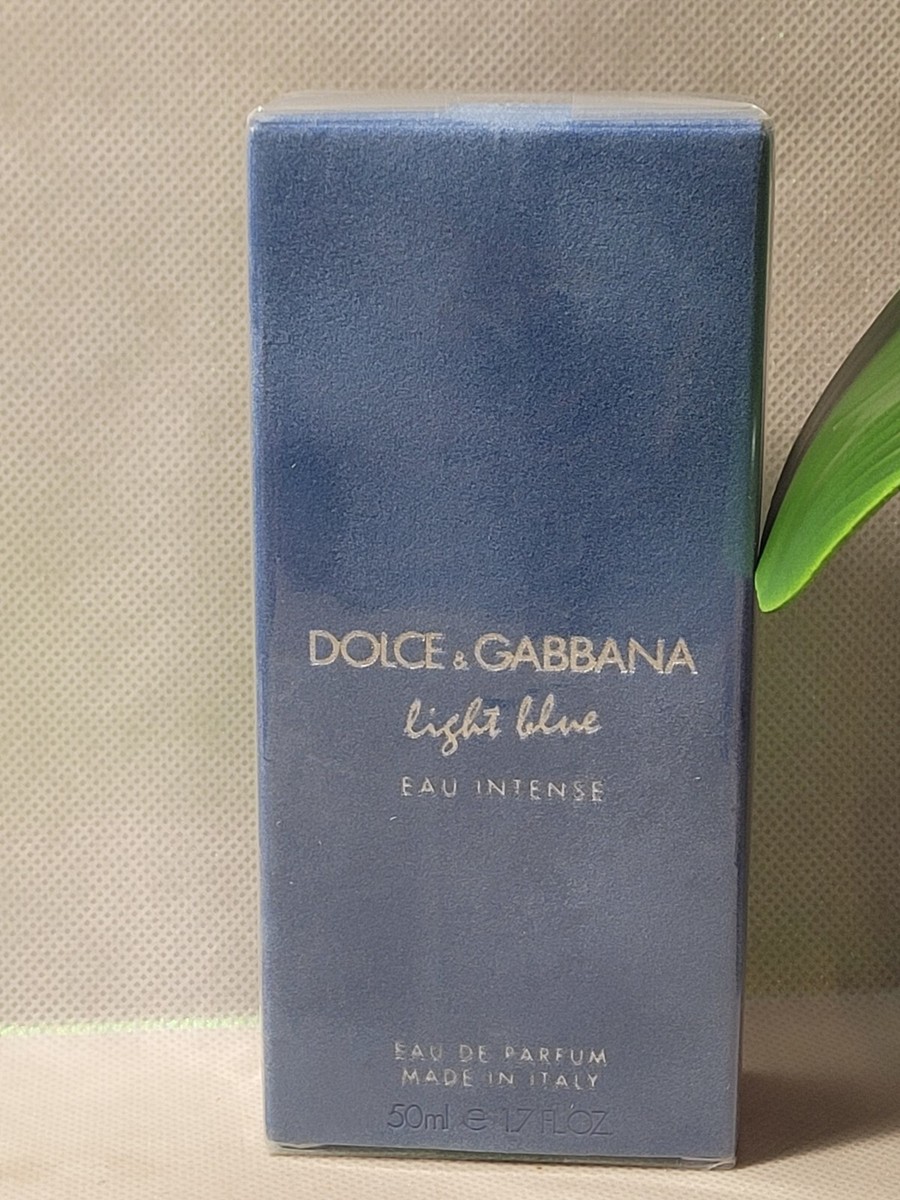 DOLCE & GABBANA
light blue
EAU INTENSE
EAU DE PARFUM
MADE IN ITALY
50ml e 1.7 FL.OZ.